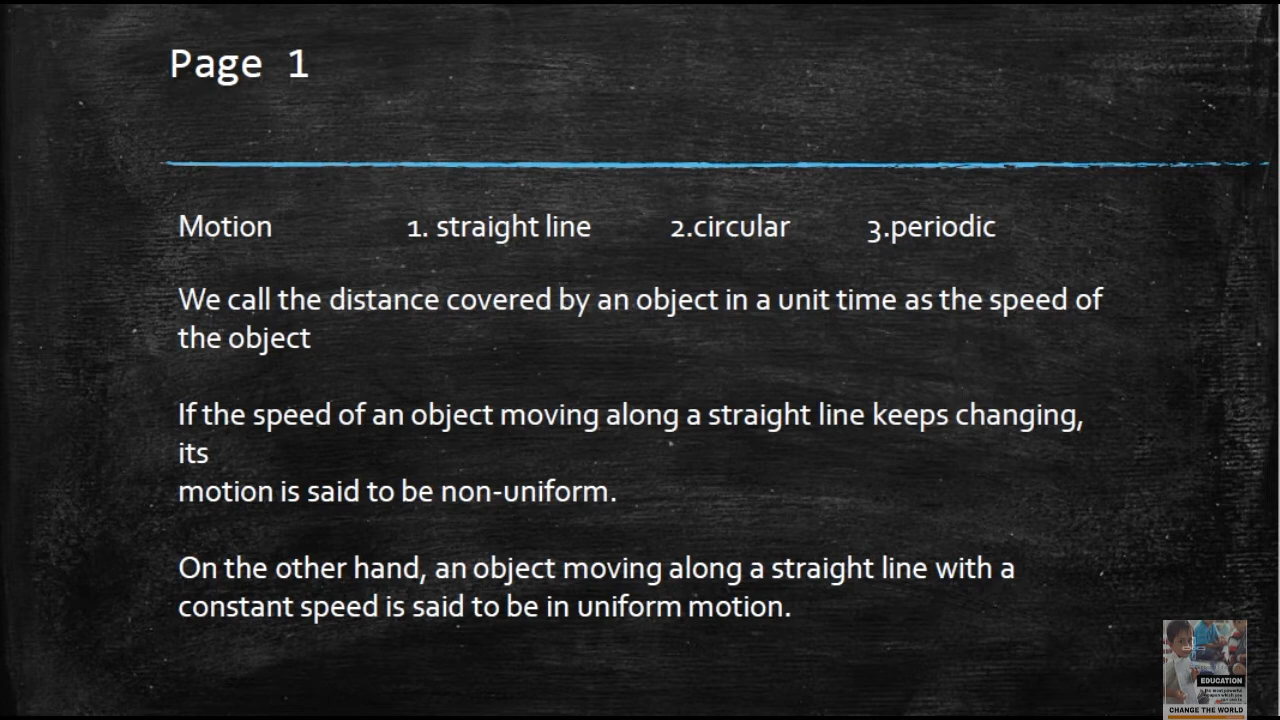 Page 1
Motion 1. straight line 2.circular 3.periodic
We call the distance covered by an object in a unit time as the speed of
the object
If the speed of an object moving along a straight line keeps changing,
its
motion is said to be non-uniform.
On the other hand, an object moving along a straight line with a
constant speed is said to be in uniform motion.
EDUCATION
CHANGE THE WORLD